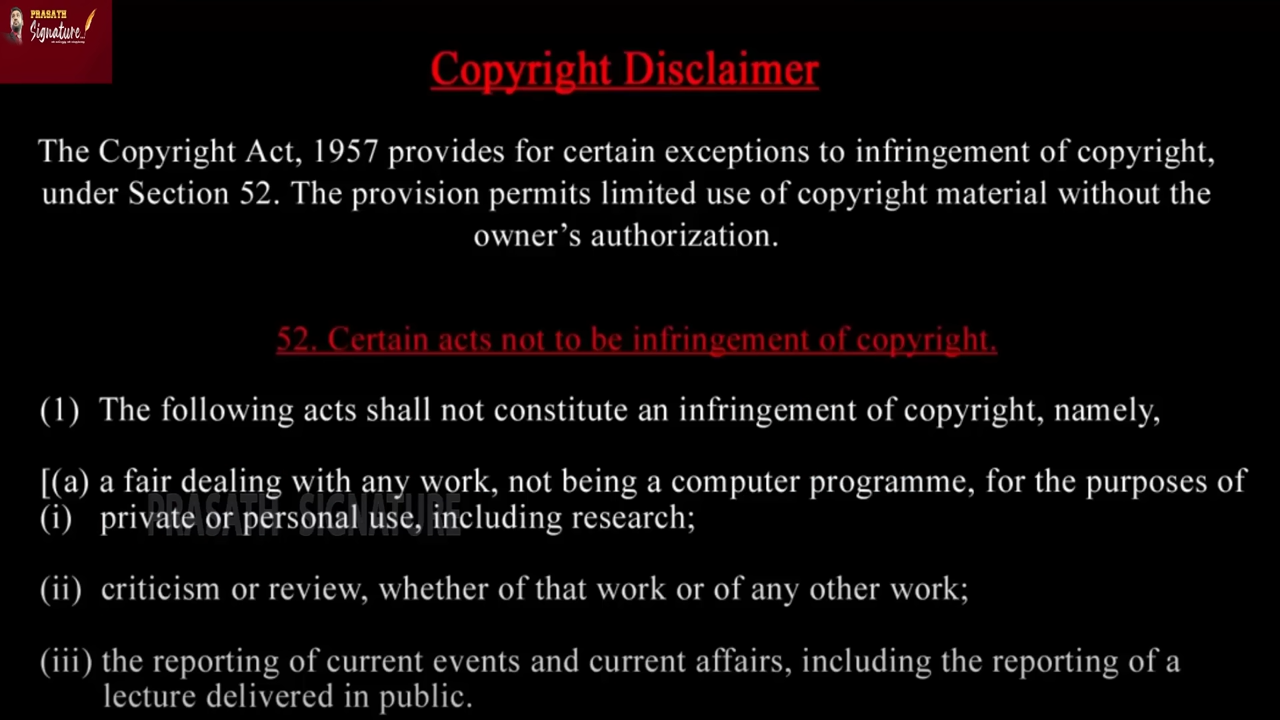 PRASATH
Signature..!
Copyright Disclaimer
The Copyright Act, 1957 provides for certain exceptions to infringement of copyright,
under Section 52. The provision permits limited use of copyright material without the
owner’s authorization.
52. Certain acts not to be infringement of copyright.
(1) The following acts shall not constitute an infringement of copyright, namely,
[(a) a fair dealing with any work, not being a computer programme, for the purposes of
PRASATH SIGNATURE
(i) private or personal use, including research;
(ii) criticism or review, whether of that work or of any other work;
(iii) the reporting of current events and current affairs, including the reporting of a
lecture delivered in public.